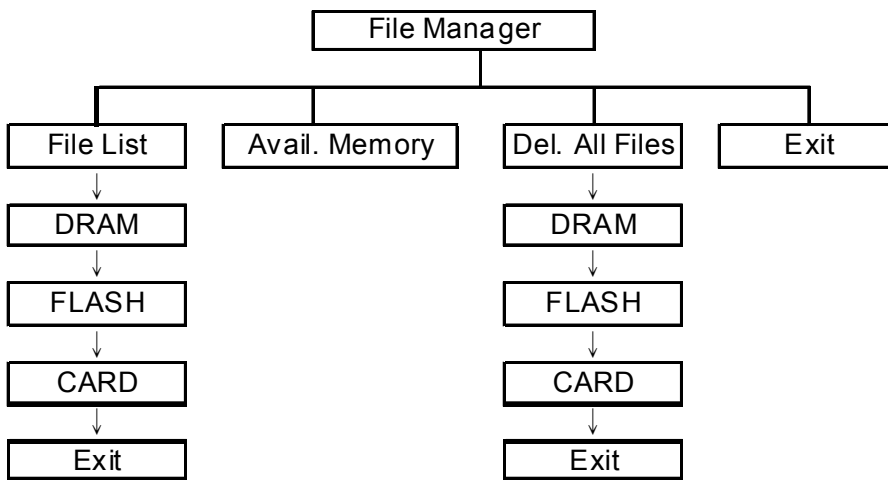 File Manager
File List
Avail. Memory
Del. All Files
Exit
DRAM
DRAM
FLASH
FLASH
CARD
CARD
Exit
Exit